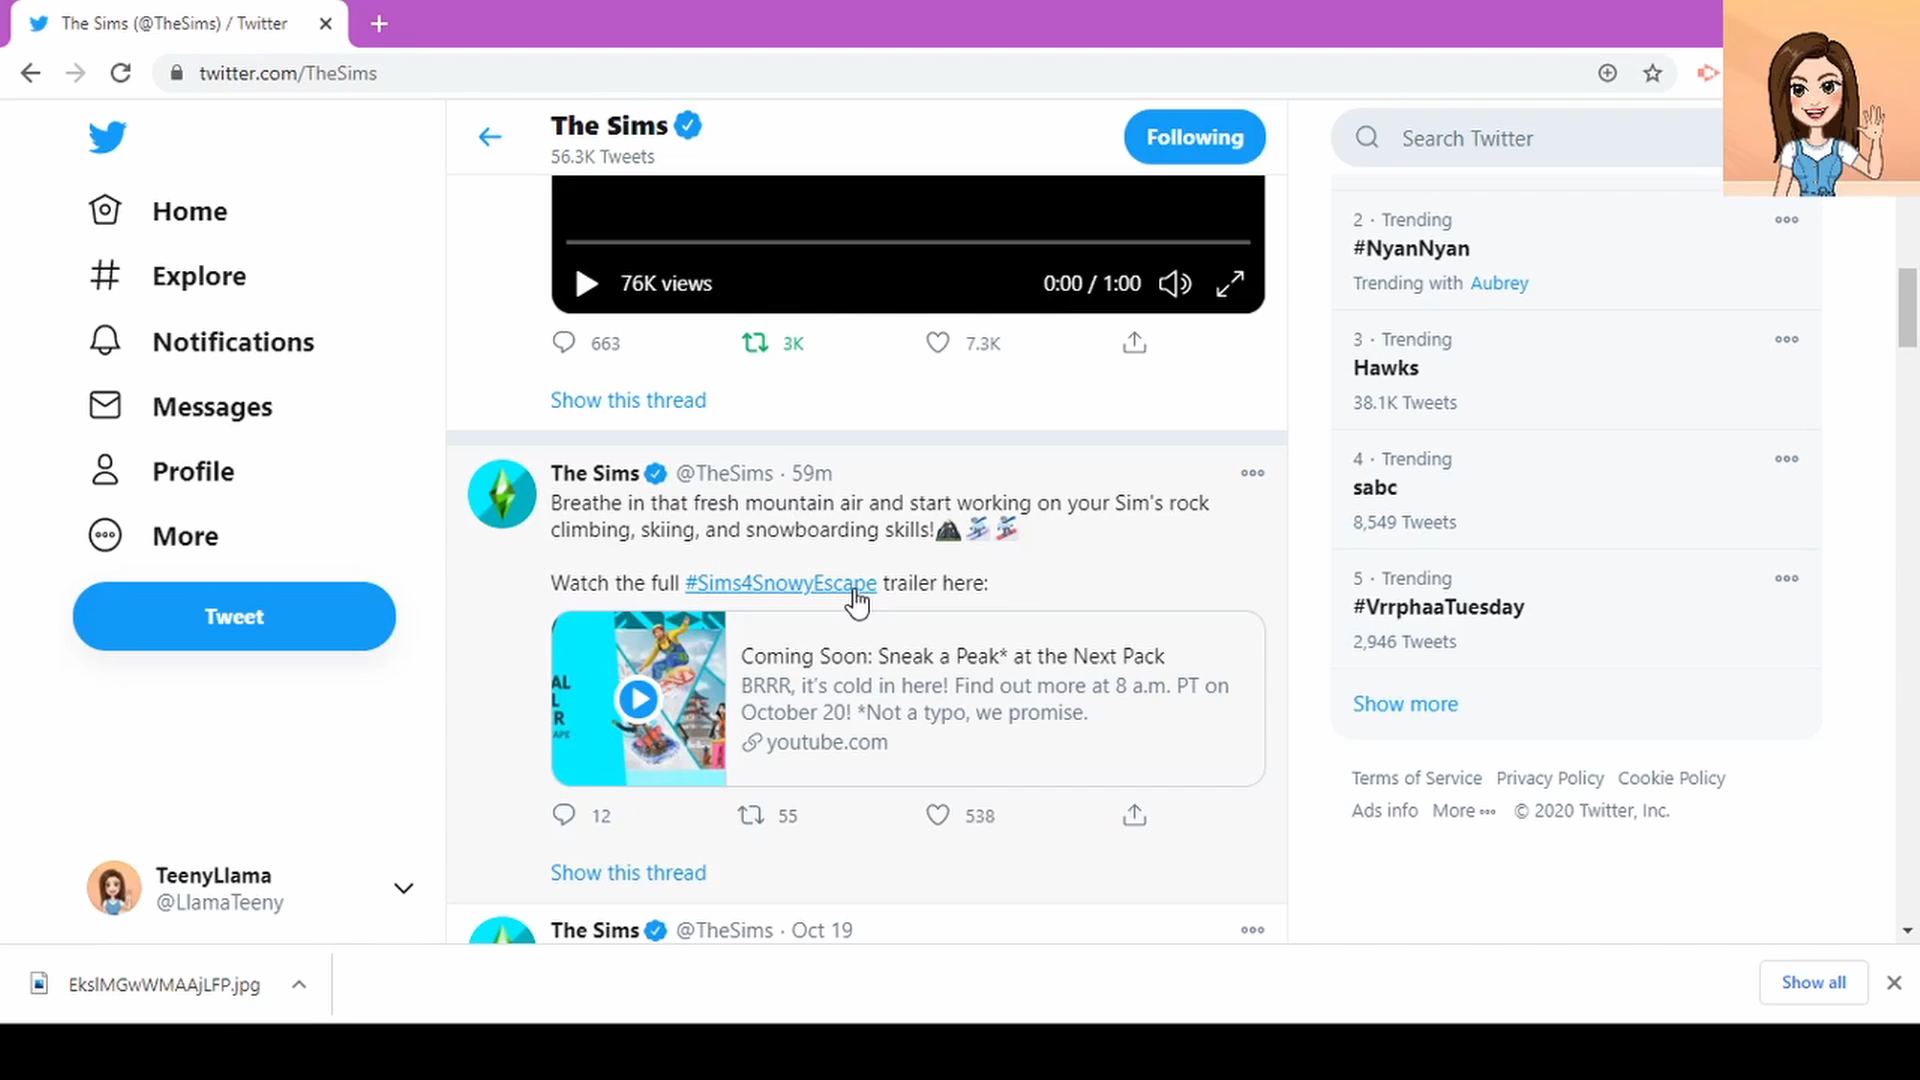 The Sims (@TheSims) / Twitter
twitter.com/TheSims
Home
Explore
Notifications
Messages
Profile
More
Tweet
TeenyLlama
@LlamaTeeny
The Sims
56.3K Tweets
Following
76K views
0:00 / 1:00
663
3K
7.3K
Show this thread
The Sims @TheSims · 59m
Breathe in that fresh mountain air and start working on your Sim's rock
climbing, skiing, and snowboarding skills!
Watch the full #Sims4SnowyEscape trailer here:
AL
L
R
APE
Coming Soon: Sneak a Peak* at the Next Pack
BRRR, it's cold in here! Find out more at 8 a.m. PT on
October 20! *Not a typo, we promise.
youtube.com
12
55
538
Show this thread
The Sims @TheSims · Oct 19
Search Twitter
2 · Trending
#NyanNyan
Trending with Aubrey
3 · Trending
Hawks
38.1K Tweets
4 · Trending
sabc
8,549 Tweets
5 · Trending
#VrrphaaTuesday
2,946 Tweets
Show more
Terms of Service Privacy Policy Cookie Policy
Ads info More ••• © 2020 Twitter, Inc.
EkslMGwWMAAjLFP.jpg
Show all